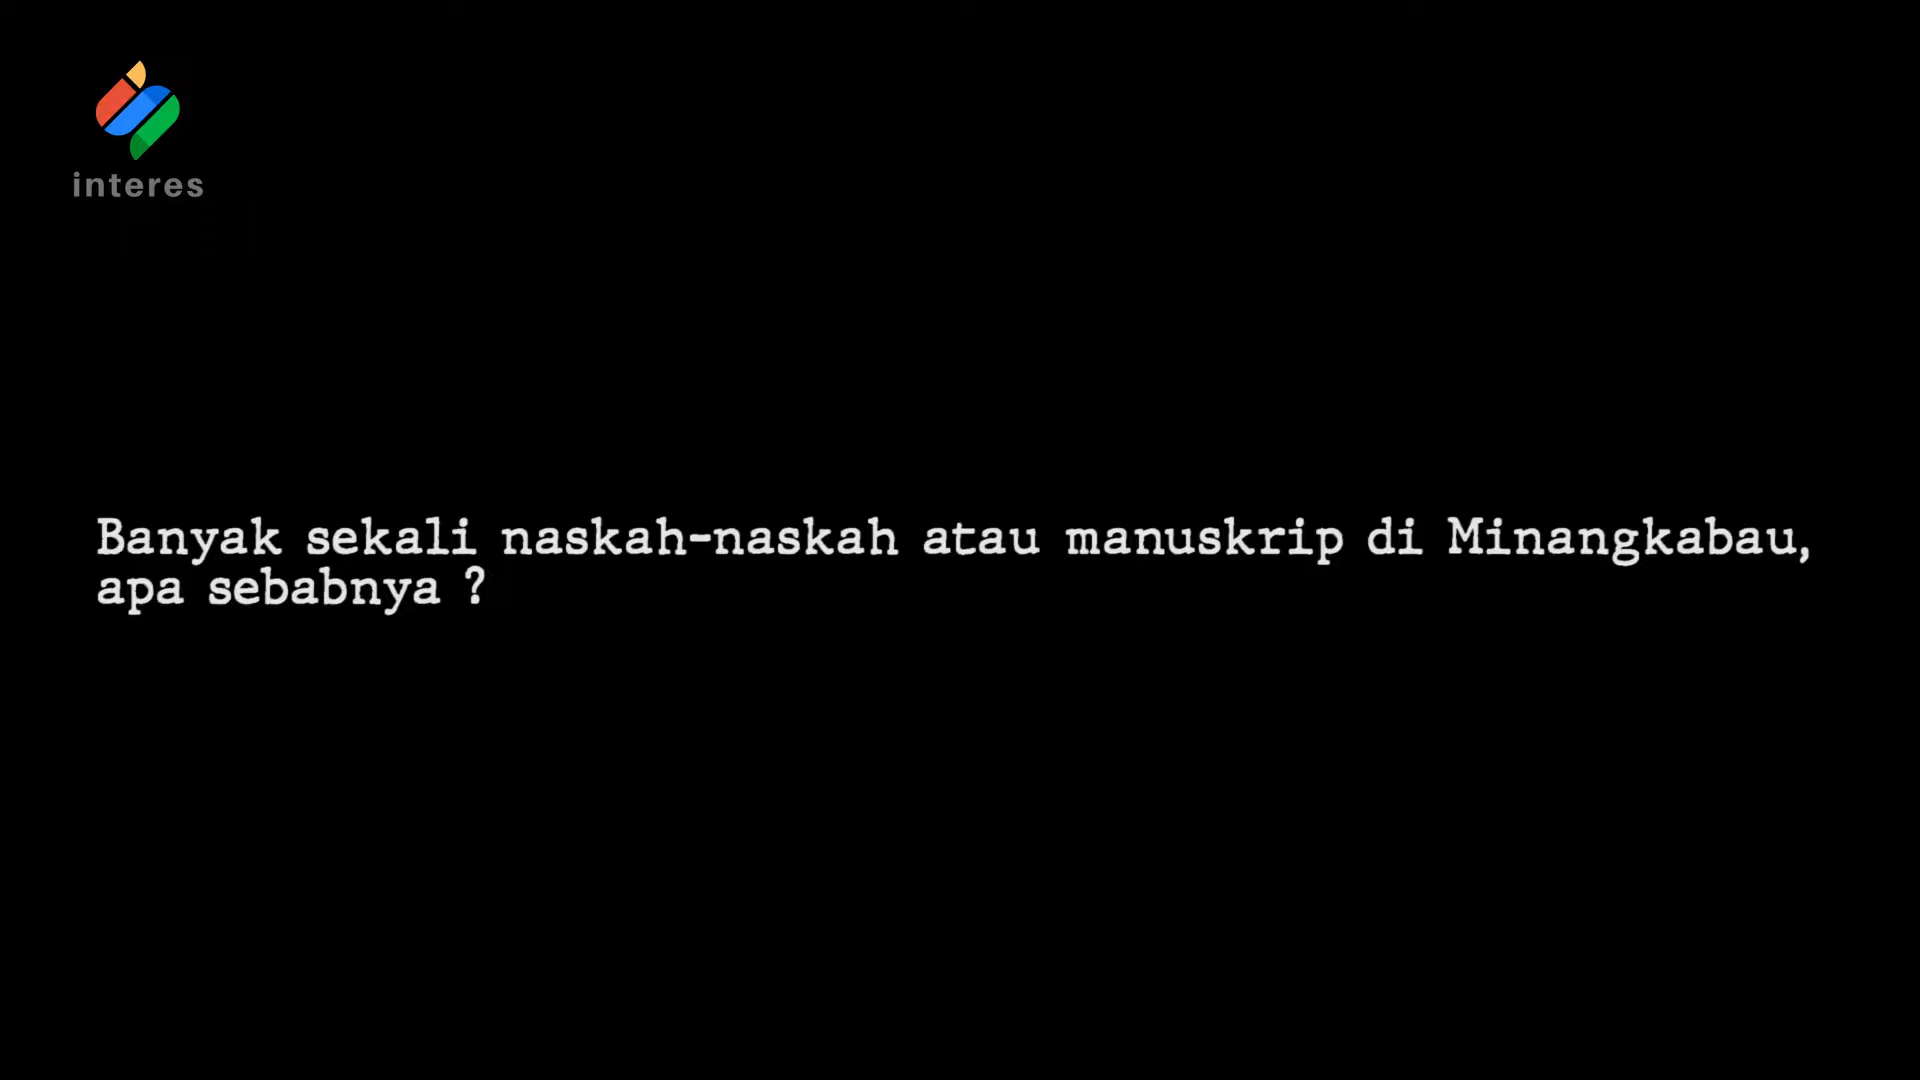 interes
Banyak sekali naskah-naskah atau manuskrip di Minangkabau,
apa sebabnya ?